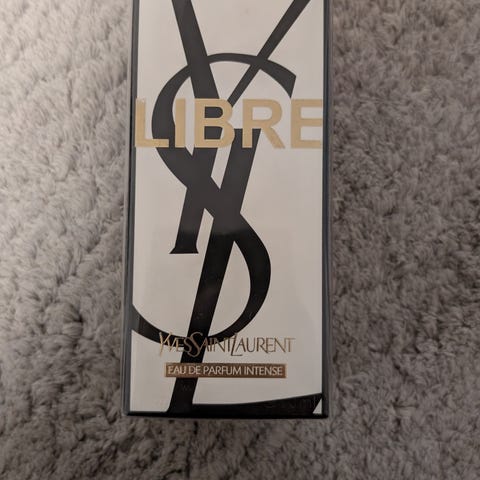 LIBRE
YVESSAINTLAURENT
EAU DE PARFUM INTENSE